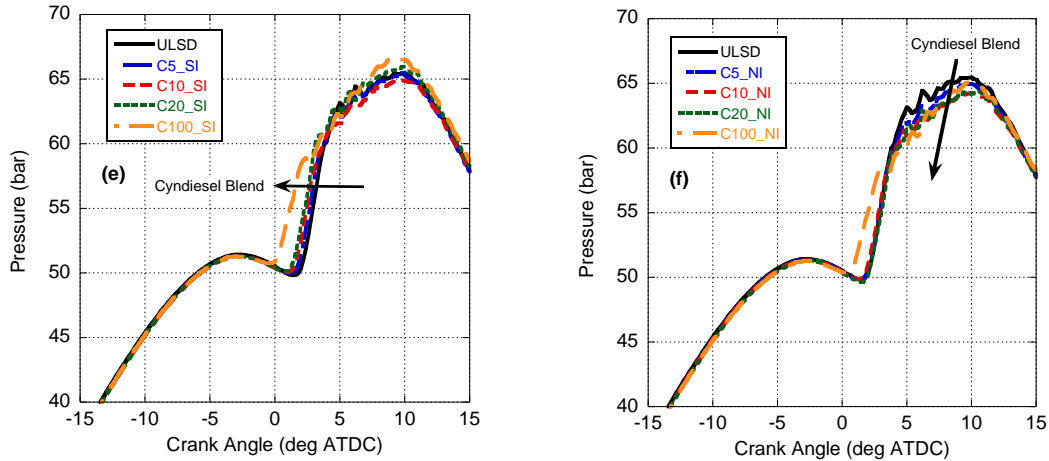 70
65
60
55
50
45
40
Pressure (bar)
ULSD
C5_SI
C10_SI
C20_SI
C100_SI
(e)
Cyndiesel Blend
-15 -10 -5 0 5 10 15
Crank Angle (deg ATDC)
70
65
60
55
50
45
40
Pressure (bar)
ULSD
C5_NI
C10_NI
C20_NI
C100_NI
Cyndiesel Blend
(f)
-15 -10 -5 0 5 10 15
Crank Angle (deg ATDC)